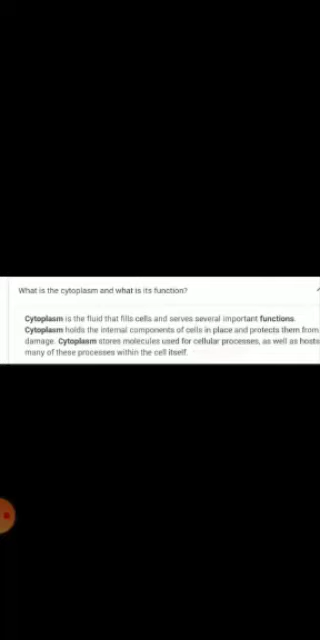 What is the cytoplasm and what is its function?
Cytoplasm is the fluid that fills cells and serves several important functions.
Cytoplasm holds the internal components of cells in place and protects them from
damage. Cytoplasm stores molecules used for cellular processes, as well as hosts
many of these processes within the cell itself.